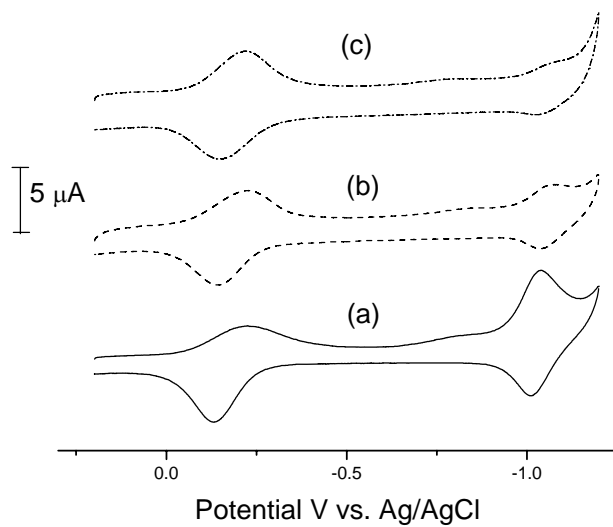 (c)
5 μA
(b)
(a)
0.0 -0.5 -1.0
Potential V vs. Ag/AgCl